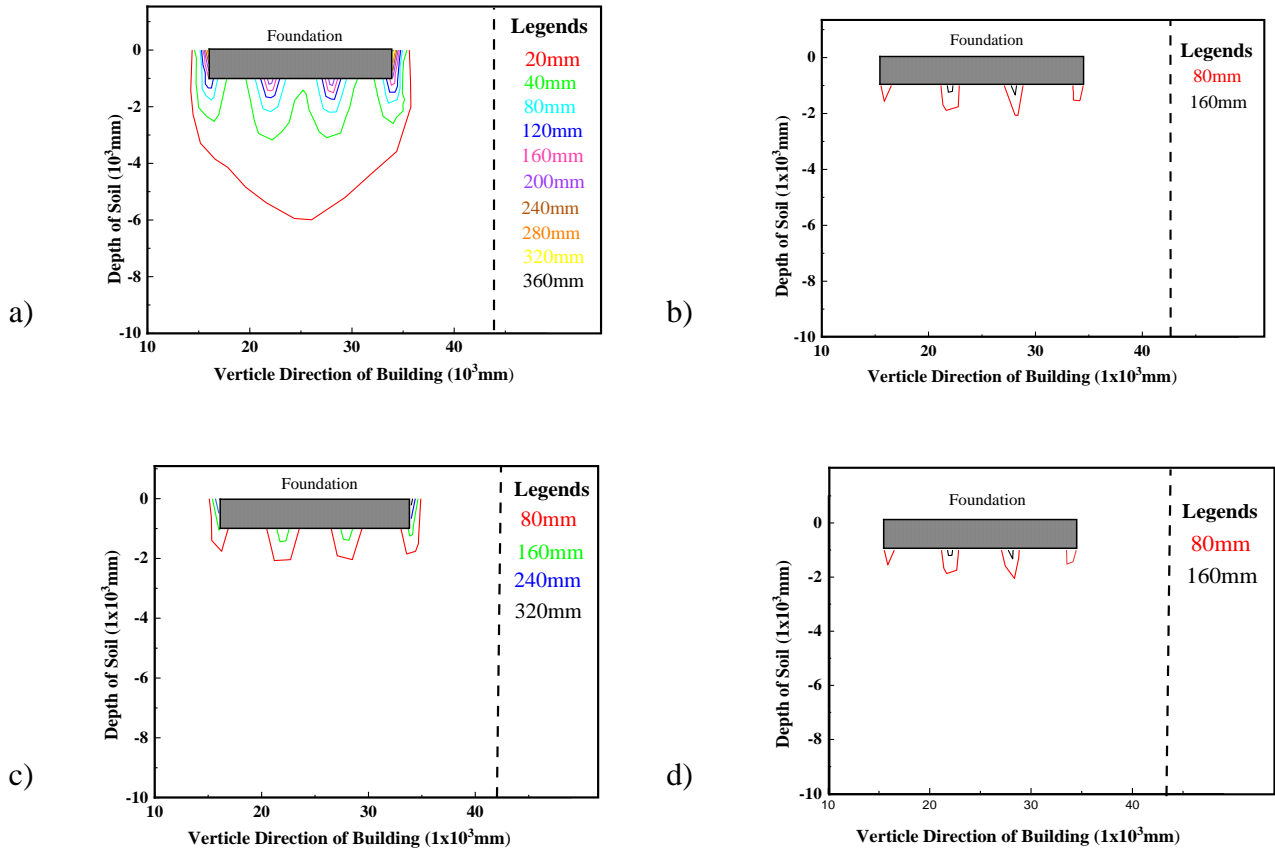 a)
Depth of Soil (10³mm)
0
-2
-4
-6
-8
-10
Foundation
10
20
30
40
Verticle Direction of Building (10³mm)
Legends
20mm
40mm
80mm
120mm
160mm
200mm
240mm
280mm
320mm
360mm
b)
Depth of Soil (1x10³mm)
0
-2
-4
-6
-8
-10
Foundation
10
20
30
40
Verticle Direction of Building (1x10³mm)
Legends
80mm
160mm
c)
Depth of Soil (1x10³mm)
0
-2
-4
-6
-8
-10
Foundation
10
20
30
40
Verticle Direction of Building (1x10³mm)
Legends
80mm
160mm
240mm
320mm
d)
Depth of Soil (1x10³mm)
0
-2
-4
-6
-8
-10
Foundation
10
20
30
40
Verticle Direction of Building (1x10³mm)
Legends
80mm
160mm